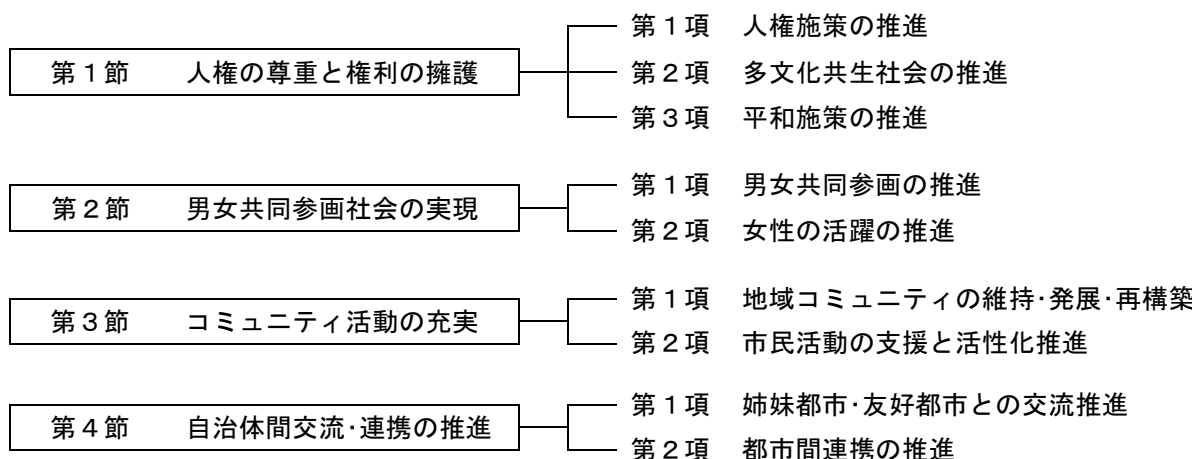 第１節　人権の尊重と権利の擁護
第１項　人権施策の推進
第２項　多文化共生社会の推進
第３項　平和施策の推進
第２節　男女共同参画社会の実現
第１項　男女共同参画の推進
第２項　女性の活躍の推進
第３節　コミュニティ活動の充実
第１項　地域コミュニティの維持･発展･再構築
第２項　市民活動の支援と活性化推進
第４節　自治体間交流･連携の推進
第１項　姉妹都市･友好都市との交流推進
第２項　都市間連携の推進